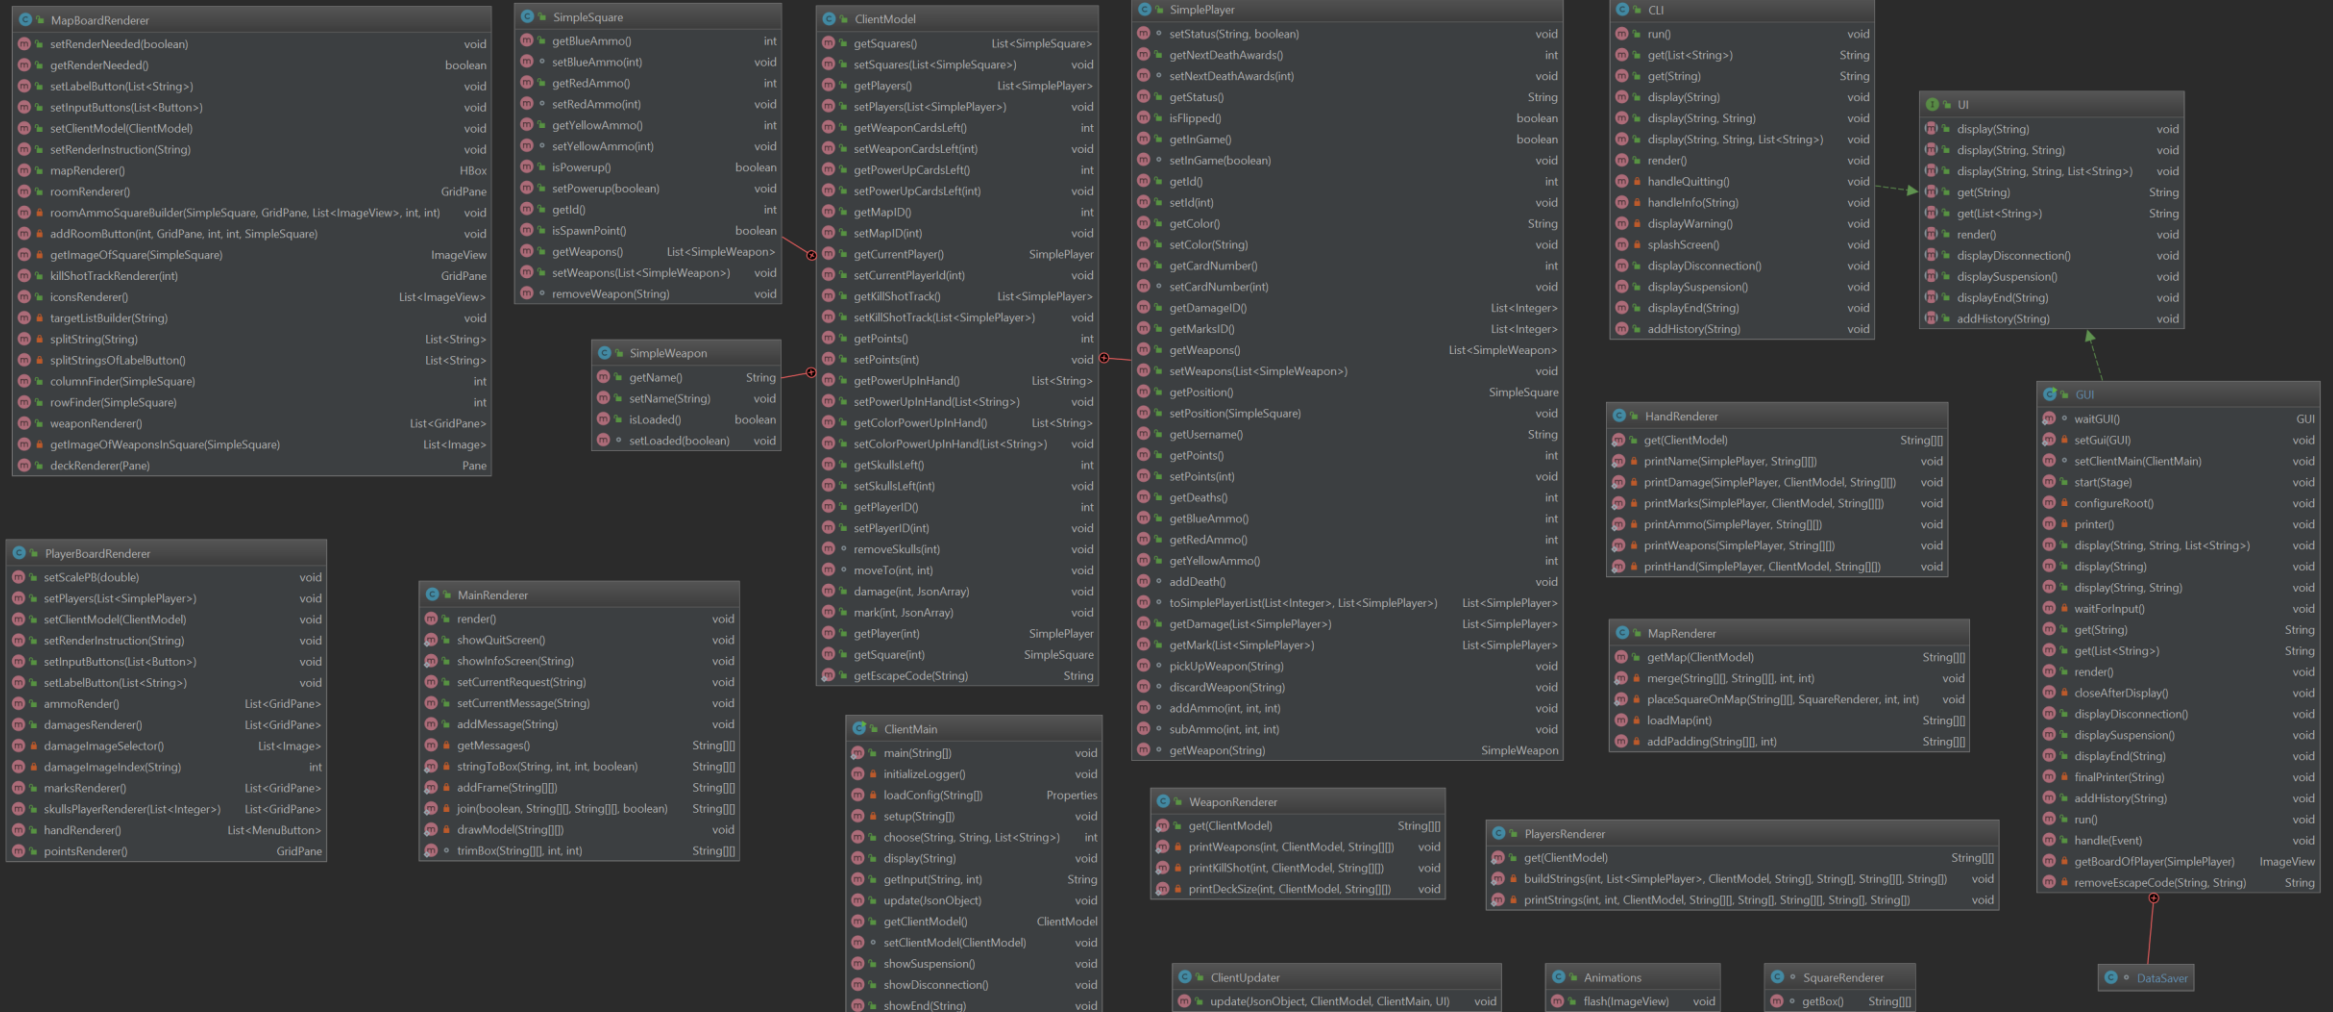 MapBoardRenderer
setRenderNeeded(boolean) void
getRenderNeeded() boolean
setLabelButton(List<String>) void
setInputButtons(List<Button>) void
setClientModel(ClientModel) void
setRenderInstruction(String) void
mapRenderer() HBox
roomRenderer() GridPane
roomAmmoSquareBuilder(SimpleSquare, GridPane, List<ImageView>, int, int) void
addRoomButton(int, GridPane, int, int, SimpleSquare) void
getImageOfSquare(SimpleSquare) ImageView
killShotTrackRenderer(int) GridPane
iconsRenderer() List<ImageView>
targetListBuilder(String) void
splitString(String) List<String>
splitStringsOfLabelButton() List<String>
columnFinder(SimpleSquare) int
rowFinder(SimpleSquare) int
weaponRenderer() List<GridPane>
getImageOfWeaponsInSquare(SimpleSquare) List<Image>
deckRenderer(Pane) Pane
SimpleSquare
getBlueAmmo() int
setBlueAmmo(int) void
getRedAmmo() int
setRedAmmo(int) void
getYellowAmmo() int
setYellowAmmo(int) void
isPowerup() boolean
setPowerup(boolean) void
getId() int
isSpawnPoint() boolean
getWeapons() List<SimpleWeapon>
setWeapons(List<SimpleWeapon>) void
removeWeapon(String) void
SimpleWeapon
getName() String
setName(String) void
isLoaded() boolean
setLoaded(boolean) void
ClientModel
getSquares() List<SimpleSquare>
setSquares(List<SimpleSquare>) void
getPlayers() List<SimplePlayer>
setPlayers(List<SimplePlayer>) void
getWeaponCardsLeft() int
setWeaponCardsLeft(int) void
getPowerUpCardsLeft() int
setPowerUpCardsLeft(int) void
getMapID() int
setMapID(int) void
getCurrentPlayer() SimplePlayer
setCurrentPlayerId(int) void
getKillShotTrack() List<SimplePlayer>
setKillShotTrack(List<SimplePlayer>) void
getPoints() int
setPoints(int) void
getPowerUpInHand() List<String>
setPowerUpInHand(List<String>) void
getColorPowerUpInHand() List<String>
setColorPowerUpInHand(List<String>) void
getSkullsLeft() int
setSkullsLeft(int) void
getPlayerID() int
setPlayerID(int) void
removeSkulls(int) void
moveTo(int, int) void
damage(int, JsonArray) void
mark(int, JsonArray) void
getPlayer(int) SimplePlayer
getSquare(int) SimpleSquare
getEscapeCode(String) String
SimplePlayer
setStatus(String, boolean) void
getNextDeathAwards() int
setNextDeathAwards(int) void
getStatus() String
isFlipped() boolean
getInGame() boolean
setInGame(boolean) void
getId() int
setId(int) void
getColor() String
setColor(String) void
getCardNumber() int
setCardNumber(int) void
getDamageID() List<Integer>
getMarksID() List<Integer>
getWeapons() List<SimpleWeapon>
setWeapons(List<SimpleWeapon>) void
getPosition() SimpleSquare
setPosition(SimpleSquare) void
getUsername() String
getPoints() int
setPoints(int) void
getDeaths() int
getBlueAmmo() int
getRedAmmo() int
getYellowAmmo() int
addDeath() void
toSimplePlayerList(List<Integer>, List<SimplePlayer>) List<SimplePlayer>
getDamage(List<SimplePlayer>) List<SimplePlayer>
getMark(List<SimplePlayer>) List<SimplePlayer>
pickUpWeapon(String) void
discardWeapon(String) void
addAmmo(int, int, int) void
subAmmo(int, int, int) void
getWeapon(String) SimpleWeapon
CLI
run() void
get(List<String>) String
get(String) String
display(String) void
display(String, String) void
display(String, String, List<String>) void
render() void
handleQuitting() void
handleInfo(String) void
displayWarning() void
splashScreen() void
displayDisconnection() void
displaySuspension() void
displayEnd(String) void
addHistory(String) void
UI
display(String) void
display(String, String) void
display(String, String, List<String>) void
get(String) String
get(List<String>) String
render() void
displayDisconnection() void
displaySuspension() void
displayEnd(String) void
addHistory(String) void
GUI
waitGUI() GUI
setGui(GUI) void
setClientMain(ClientMain) void
start(Stage) void
configureRoot() void
printer() void
display(String, String, List<String>) void
display(String) void
display(String, String) void
waitForInput() void
get(String) String
get(List<String>) String
render() void
closeAfterDisplay() void
displayDisconnection() void
displaySuspension() void
displayEnd(String) void
finalPrinter(String) void
addHistory(String) void
run() void
handle(Event) void
getBoardOfPlayer(SimplePlayer) ImageView
removeEscapeCode(String, String) String
HandRenderer
get(ClientModel) String[][]
printName(SimplePlayer, String[][]) void
printDamage(SimplePlayer, ClientModel, String[][]) void
printMarks(SimplePlayer, ClientModel, String[][]) void
printAmmo(SimplePlayer, String[][]) void
printWeapons(SimplePlayer, String[][]) void
printHand(SimplePlayer, ClientModel, String[][]) void
MapRenderer
getMap(ClientModel) String[][]
merge(String[][], String[][], int, int) void
placeSquareOnMap(String[][], SquareRenderer, int, int) void
loadMap(int) String[][]
addPadding(String[][], int) String[][]
PlayerBoardRenderer
setScalePB(double) void
setPlayers(List<SimplePlayer>) void
setClientModel(ClientModel) void
setRenderInstruction(String) void
setInputButtons(List<Button>) void
setLabelButton(List<String>) void
ammoRender() List<GridPane>
damagesRenderer() List<GridPane>
damageImageSelector() List<Image>
damageImageIndex(String) int
marksRenderer() List<GridPane>
skullsPlayerRenderer(List<Integer>) List<GridPane>
handRenderer() List<MenuButton>
pointsRenderer() GridPane
MainRenderer
render() void
showQuitScreen() void
showInfoScreen(String) void
setCurrentRequest(String) void
setCurrentMessage(String) void
addMessage(String) void
getMessages() String[][]
stringToBox(String, int, int, boolean) String[][]
addFrame(String[][]) String[][]
join(boolean, String[][], String[][], boolean) String[][]
drawModel(String[][]) void
trimBox(String[][], int, int) String[][]
ClientMain
main(String[]) void
initializeLogger() void
loadConfig(String[]) Properties
setup(String[]) void
choose(String, String, List<String>) int
display(String) void
getInput(String, int) String
update(JsonObject) void
getClientModel() ClientModel
setClientModel(ClientModel) void
showSuspension() void
showDisconnection() void
showEnd(String) void
WeaponRenderer
get(ClientModel) String[][]
printWeapons(int, ClientModel, String[][]) void
printKillShot(int, ClientModel, String[][]) void
printDeckSize(int, ClientModel, String[][]) void
PlayersRenderer
get(ClientModel) String[][]
buildStrings(int, List<SimplePlayer>, ClientModel, String[], String[], String[][], String[]) void
printStrings(int, int, ClientModel, String[][], String[], String[][], String[], String[]) void
ClientUpdater
update(JsonObject, ClientModel, ClientMain, UI) void
Animations
flash(ImageView) void
SquareRenderer
getBox() String[][]
DataSaver